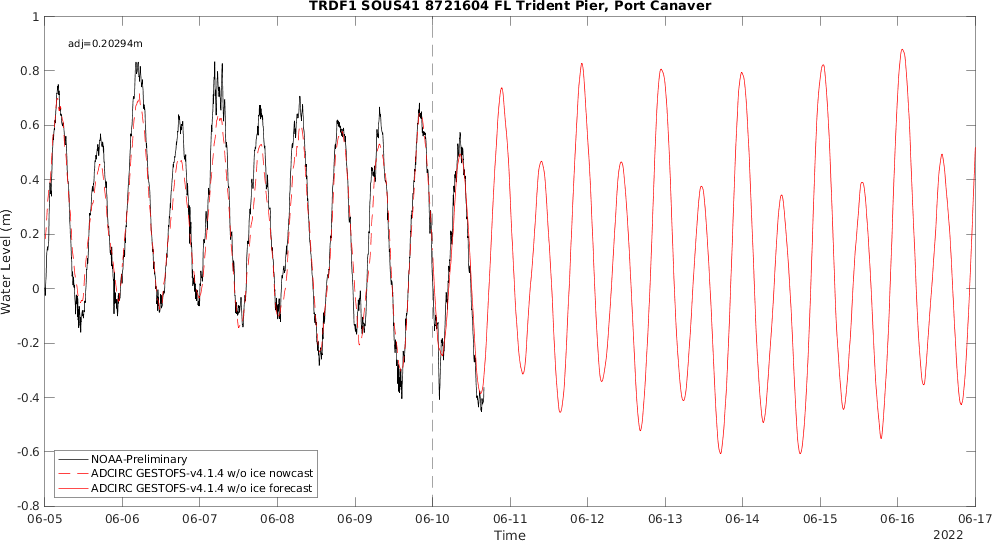 TRDF1 SOUS41 8721604 FL Trident Pier, Port Canaver
adj=0.20294m
1
0.8
0.6
0.4
0.2
0
-0.2
-0.4
-0.6
-0.8
Water Level (m)
NOAA-Preliminary
ADCIRC GESTOFS-v4.1.4 w/o ice nowcast
ADCIRC GESTOFS-v4.1.4 w/o ice forecast
06-05 06-06 06-07 06-08 06-09 06-10 06-11 06-12 06-13 06-14 06-15 06-16 06-17
Time
2022